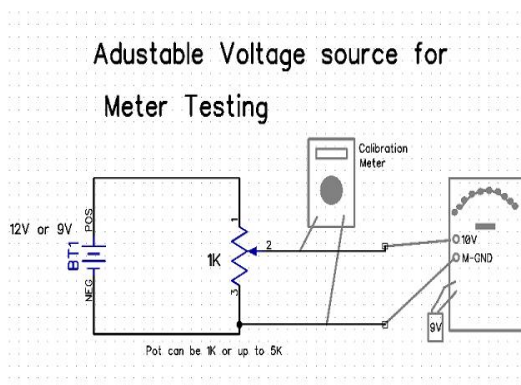 Adustable Voltage source for
Meter Testing
Calibration
Meter
12V or 9V
POS
BT1
NEG
1
2
1K
3
10V
M-GND
9V
Pot can be 1K or up to 5K